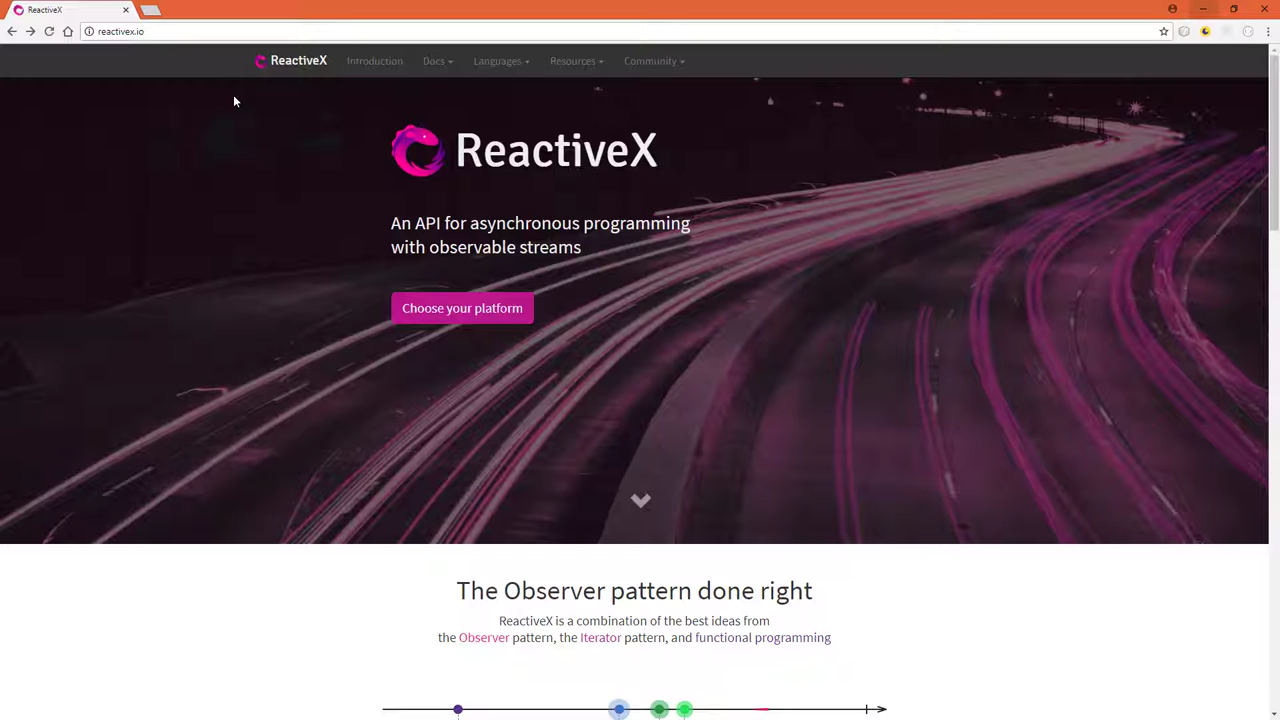 ReactiveX
reactivex.io
ReactiveX Introduction Docs Languages Resources Community
ReactiveX
An API for asynchronous programming
with observable streams
Choose your platform
The Observer pattern done right
ReactiveX is a combination of the best ideas from
the Observer pattern, the Iterator pattern, and functional programming